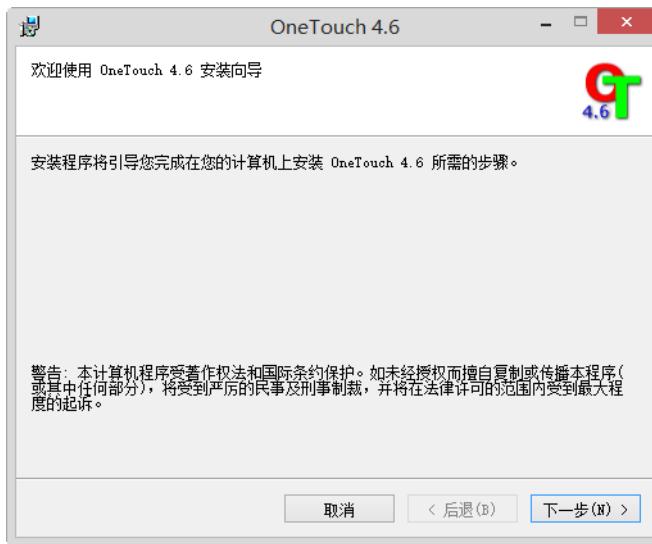 OneTouch 4.6
欢迎使用 OneTouch 4.6 安装向导
OT
4.6
安装程序将引导您完成在您的计算机上安装 OneTouch 4.6 所需的步骤。
警告: 本计算机程序受著作权法和国际条约保护。如未经授权而擅自复制或传播本程序(
或其中任何部分)，将受到严厉的民事及刑事制裁，并将在法律许可的范围内受到最大程
度的起诉。
取消 < 后退(B) 下一步(N) >